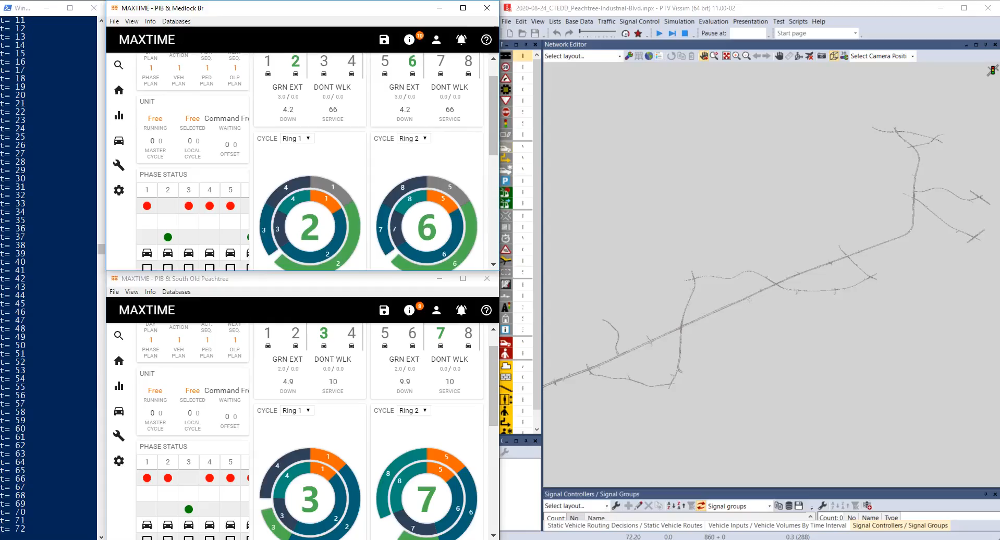 Win...
t= 11
t= 12
t= 13
t= 14
t= 15
t= 16
t= 17
t= 18
t= 19
t= 20
t= 21
t= 22
t= 23
t= 24
t= 25
t= 26
t= 27
t= 28
t= 29
t= 30
t= 31
t= 32
t= 33
t= 34
t= 35
t= 36
t= 37
t= 38
t= 39
t= 40
t= 41
t= 42
t= 43
t= 44
t= 45
t= 46
t= 47
t= 48
t= 49
t= 50
t= 51
t= 52
t= 53
t= 54
t= 55
t= 56
t= 57
t= 58
t= 59
t= 60
t= 61
t= 62
t= 63
t= 64
t= 65
t= 66
t= 67
t= 68
t= 69
t= 70
t= 71
t= 72
MAXTIME - PIB & Medlock Br
File View Info Databases
MAXTIME
10
PLAN ACTION SEQ. SEQ.
1 1 1 1
PHASE PLAN VEH PLAN PED PLAN OLP PLAN
UNIT
Free Free Command Fre
RUNNING SELECTED WAITING
0 0 0 0 0 0
MASTER CYCLE LOCAL CYCLE OFFSET
PHASE STATUS
1 2 3 4 5
1 2 3 4
GRN EXT DONT WLK
3.0 / 0.0 0.0 / 0.0
4.2 66
DOWN SERVICE
5 6 7 8
GRN EXT DONT WLK
3.0 / 0.0 0.0 / 0.0
4.2 66
DOWN SERVICE
CYCLE Ring 1
4 1
4 1
2
3 3
2 2
CYCLE Ring 2
8 5
8 5
6
7 7
6 6
MAXTIME - PIB & South Old Peachtree
File View Info Databases
MAXTIME
8
PLAN ACTION SEQ. SEQ.
1 1 1 1
PHASE PLAN VEH PLAN PED PLAN OLP PLAN
UNIT
Free Free Command Fre
RUNNING SELECTED WAITING
0 0 0 0 0 0
MASTER CYCLE LOCAL CYCLE OFFSET
PHASE STATUS
1 2 3 4 5
1 2 3 4
GRN EXT DONT WLK
2.0 / 0.0 0.0 / 0.0
4.9 10
DOWN SERVICE
5 6 7 8
GRN EXT DONT WLK
2.0 / 0.0 0.0 / 0.0
9.9 10
DOWN SERVICE
CYCLE Ring 1
1
4 1
4
3
3 2
3 2
CYCLE Ring 2
5
8 5
8
7
6 6
7
2020-08-24_CTEDD_Peachtree-Industrial-Blvd.inpx - PTV Vissim (64 bit) 11.00-02
File Edit View Lists Base Data Traffic Signal Control Simulation Evaluation Presentation Test Scripts Help
Pause at: Start page
Network Editor
Select layout... Select Camera Positi
50
P
Signal Controllers / Signal Groups
Select layout... Signal groups
Count: No Name Count: 0 No Name Type
Static Vehicle Routing Decisions / Static Vehicle Routes Vehicle Inputs / Vehicle Volumes By Time Interval Signal Controllers / Signal Groups
72.20 0.0 860 + 0 0.3 (288)